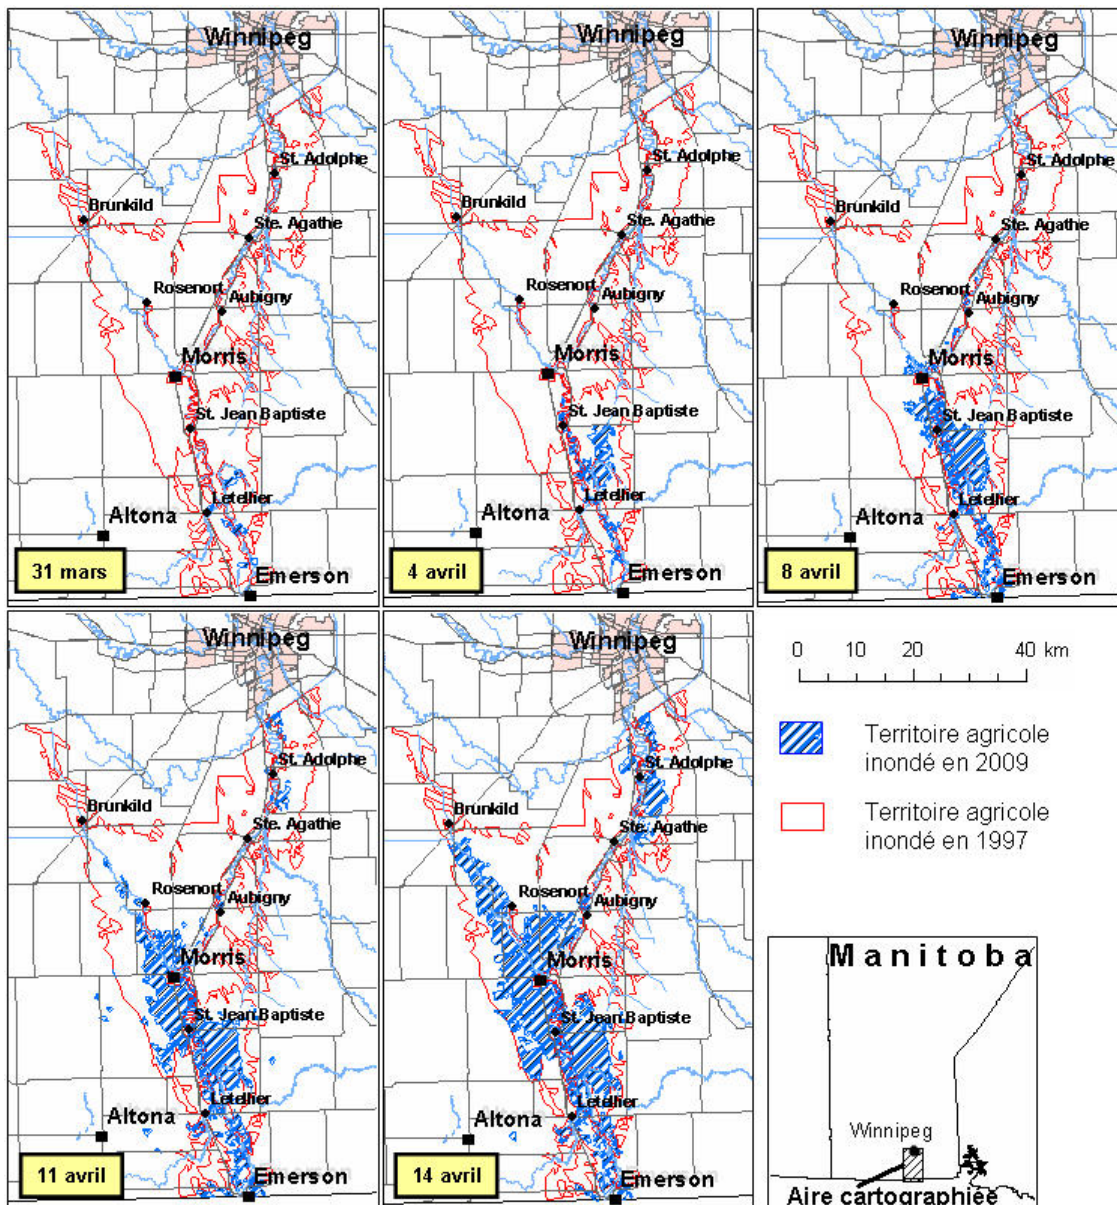 Winnipeg
St. Adolphe
Brunkild
Ste. Agathe
Rosenort
Aubigny
Morris
St. Jean Baptiste
Letellier
Altona
31 mars
Emerson
Winnipeg
St. Adolphe
Brunkild
Ste. Agathe
Rosenort
Aubigny
Morris
St. Jean Baptiste
Letellier
Altona
4 avril
Emerson
Winnipeg
St. Adolphe
Brunkild
Ste. Agathe
Rosenort
Aubigny
Morris
St. Jean Baptiste
Letellier
Altona
8 avril
Emerson
Winnipeg
St. Adolphe
Brunkild
Ste. Agathe
Rosenort
Aubigny
Morris
St. Jean Baptiste
Letellier
Altona
11 avril
Emerson
Winnipeg
St. Adolphe
Brunkild
Ste. Agathe
Rosenort
Aubigny
Morris
St. Jean Baptiste
Letellier
Altona
14 avril
Emerson
0 10 20 40 km
Territoire agricole
inondé en 2009
Territoire agricole
inondé en 1997
Manitoba
Winnipeg
Aire cartographiée